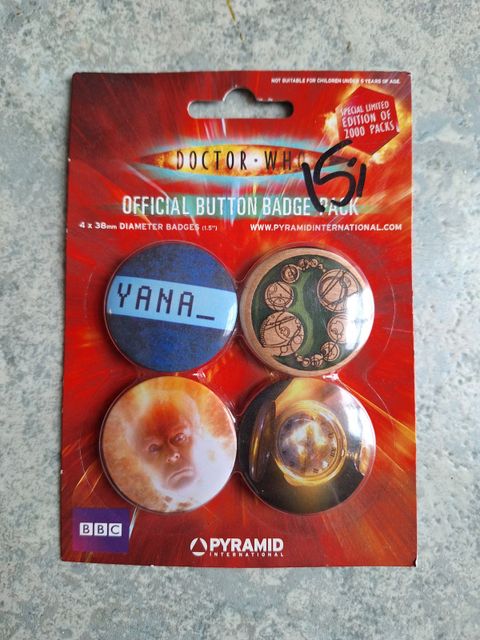 NOT SUITABLE FOR CHILDREN UNDER 5 YEARS OF AGE.
SPECIAL LIMITED
EDITION OF
2000 PACKS
DOCTOR·WHO
OFFICIAL BUTTON BADGE PACK
4 x 38mm DIAMETER BADGES (1.5")
WWW.PYRAMIDINTERNATIONAL.COM
YANA_
BBC
PYRAMID
INTERNATIONAL